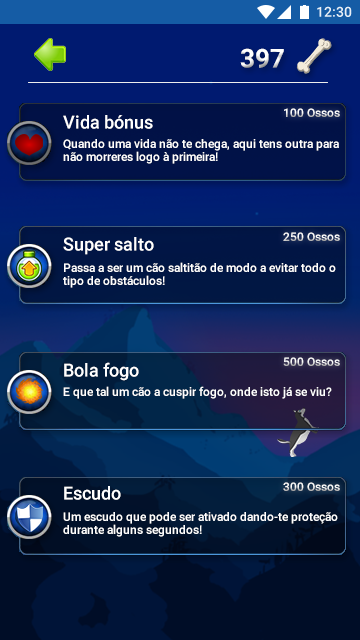 12:30
397
100 Ossos
Vida bónus
Quando uma vida não te chega, aqui tens outra para
não morreres logo à primeira!
250 Ossos
Super salto
Passa a ser um cão saltitão de modo a evitar todo o
tipo de obstáculos!
500 Ossos
Bola fogo
E que tal um cão a cuspir fogo, onde isto já se viu?
300 Ossos
Escudo
Um escudo que pode ser ativado dando-te proteção
durante alguns segundos!